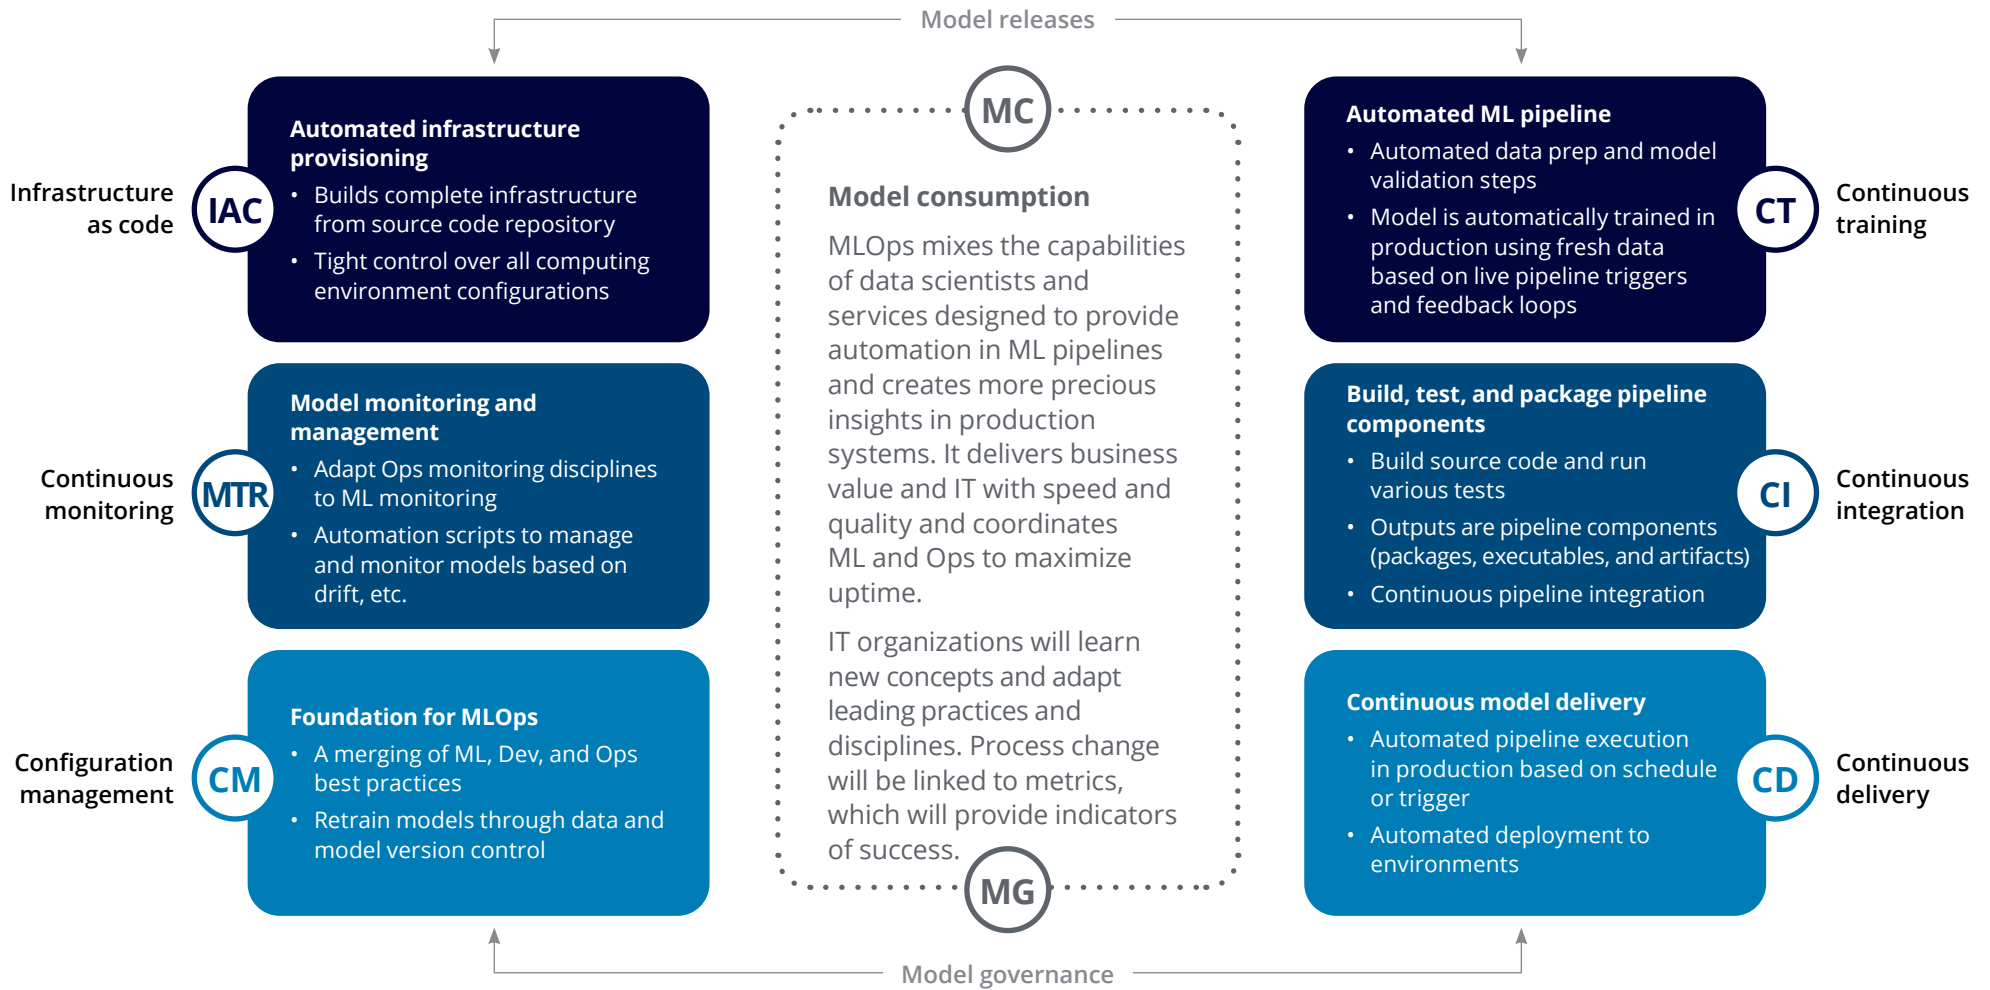 Model releases
Infrastructure
as code
IAC
Automated infrastructure
provisioning
• Builds complete infrastructure
from source code repository
• Tight control over all computing
environment configurations
Continuous
monitoring
MTR
Model monitoring and
management
• Adapt Ops monitoring disciplines
to ML monitoring
• Automation scripts to manage
and monitor models based on
drift, etc.
Configuration
management
CM
Foundation for MLOps
• A merging of ML, Dev, and Ops
best practices
• Retrain models through data and
model version control
MC
Model consumption
MLOps mixes the capabilities
of data scientists and
services designed to provide
automation in ML pipelines
and creates more precious
insights in production
systems. It delivers business
value and IT with speed and
quality and coordinates
ML and Ops to maximize
uptime.
IT organizations will learn
new concepts and adapt
leading practices and
disciplines. Process change
will be linked to metrics,
which will provide indicators
of success.
MG
Automated ML pipeline
• Automated data prep and model
validation steps
• Model is automatically trained in
production using fresh data
based on live pipeline triggers
and feedback loops
CT
Continuous
training
Build, test, and package pipeline
components
• Build source code and run
various tests
• Outputs are pipeline components
(packages, executables, and artifacts)
• Continuous pipeline integration
CI
Continuous
integration
Continuous model delivery
• Automated pipeline execution
in production based on schedule
or trigger
• Automated deployment to
environments
CD
Continuous
delivery
Model governance